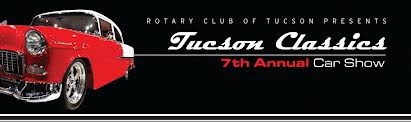 ROTARY CLUB OF TUCSON PRESENTS
Tucson Classics
7th Annual Car Show